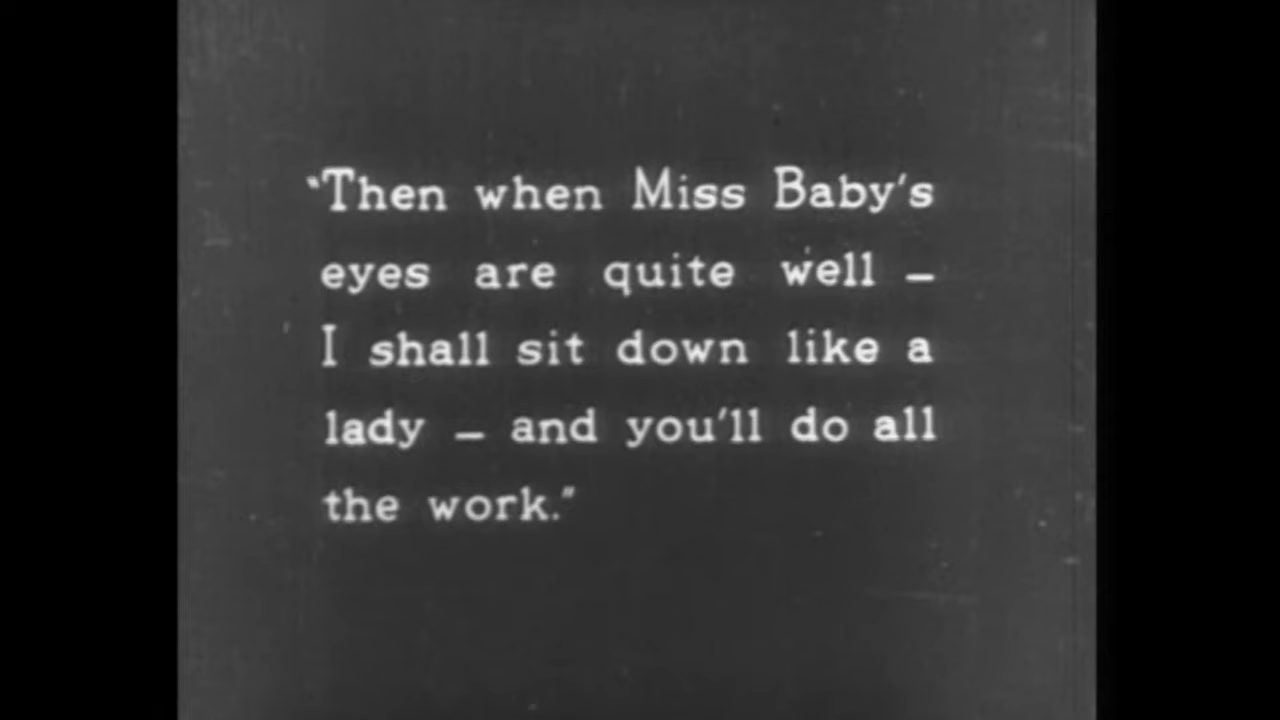 "Then when Miss Baby's
eyes are quite well –
I shall sit down like a
lady – and you'll do all
the work."